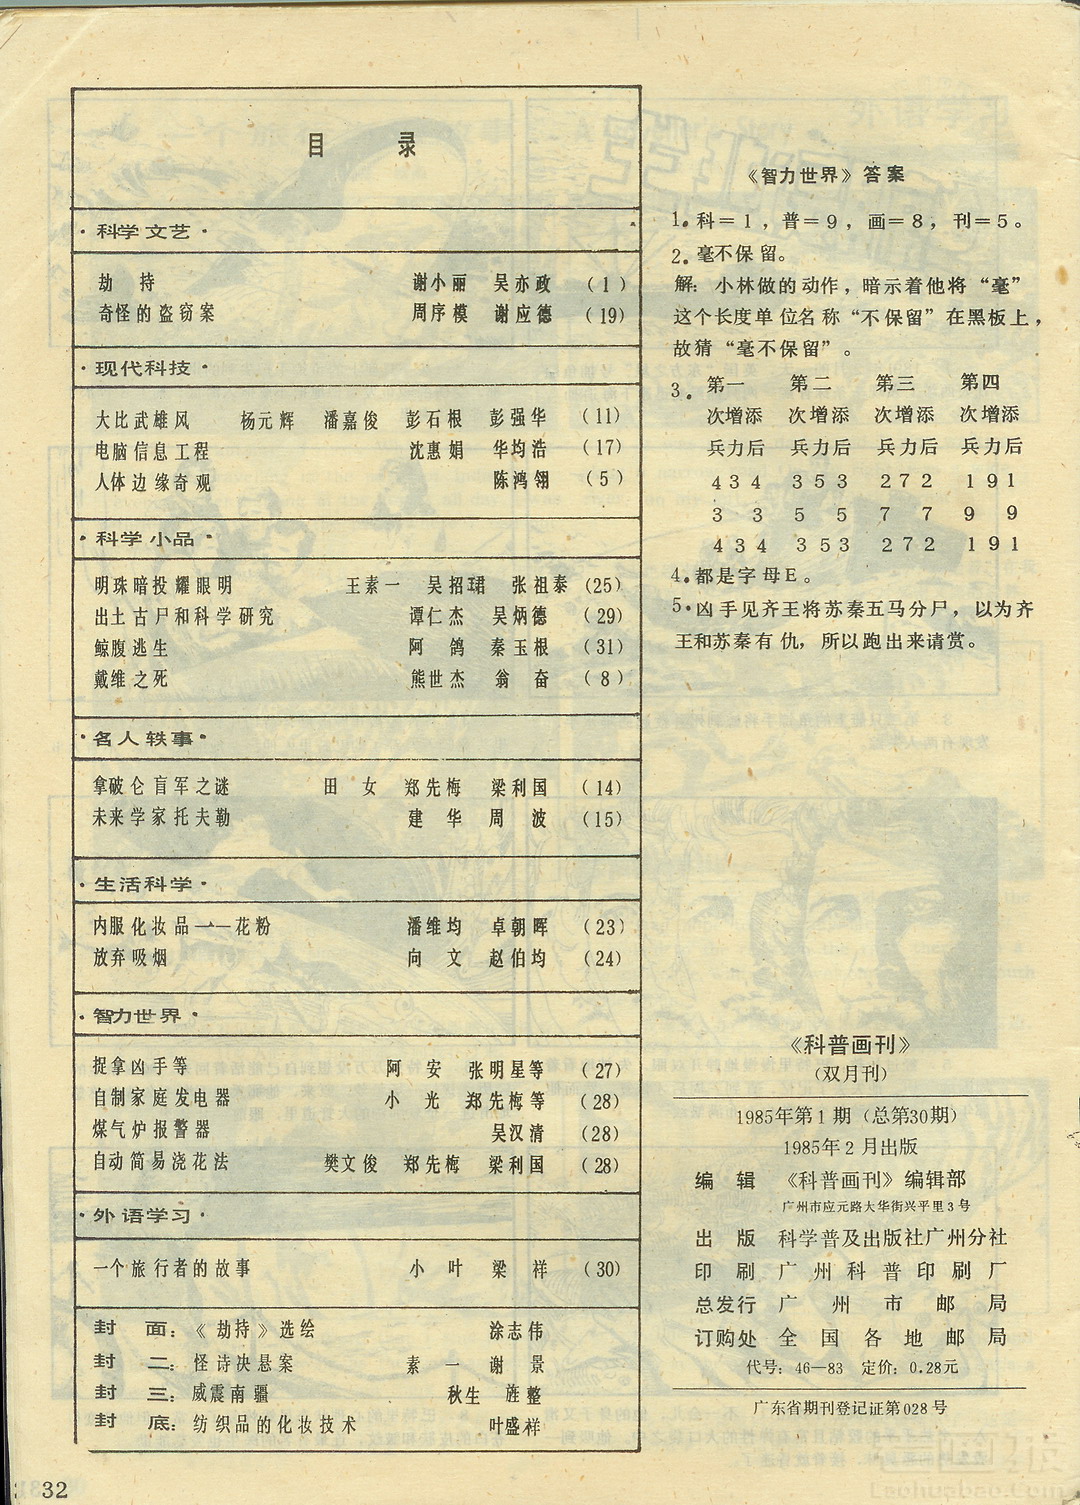 目 录
·科学文艺·
劫 持 谢小丽 吴亦政 (1)
奇怪的盗窃案 周序模 谢应德 (19)
·现代科技·
大比武雄风 杨元辉 潘嘉俊 彭石根 彭强华 (11)
电脑信息工程 沈惠娟 华均浩 (17)
人体边缘奇观 陈鸿翎 (5)
·科学小品·
明珠暗投耀眼明 王素一 吴招珺 张祖泰 (25)
出土古尸和科学研究 谭仁杰 吴炳德 (29)
鲸腹逃生 阿 鸽 秦玉根 (31)
戴维之死 熊世杰 翁 奋 (8)
·名人轶事·
拿破仑盲军之谜 田 女 郑先梅 梁利国 (14)
未来学家托夫勒 建 华 周 波 (15)
·生活科学·
内服化妆品——花粉 潘维均 卓朝晖 (23)
放弃吸烟 向 文 赵伯均 (24)
·智力世界·
捉拿凶手等 阿 安 张明星等 (27)
自制家庭发电器 小 光 郑先梅等 (28)
煤气炉报警器 吴汉清 (28)
自动简易浇花法 樊文俊 郑先梅 梁利国 (28)
·外语学习·
一个旅行者的故事 小 叶 梁 祥 (30)
封 面：《劫持》选绘 涂志伟
封 二：怪诗决悬案 素 一 谢 景
封 三：威震南疆 秋生 旌整
封 底：纺织品的化妆技术 叶盛祥
32
《智力世界》答案
1。科＝1，普＝9，画＝8，刊＝5。
2。毫不保留。
解：小林做的动作，暗示着他将“毫”
这个长度单位名称“不保留”在黑板上，
故猜“毫不保留”。
3。第一 第二 第三 第四
次增添 次增添 次增添 次增添
兵力后 兵力后 兵力后 兵力后
4 3 4 3 5 3 2 7 2 1 9 1
3 3 5 5 7 7 9 9
4 3 4 3 5 3 2 7 2 1 9 1
4。都是字母E。
5·凶手见齐王将苏秦五马分尸，以为齐
王和苏秦有仇，所以跑出来请赏。
《科普画刊》
(双月刊)
1985年第1期（总第30期）
1985年2月出版
编 辑 《科普画刊》编辑部
广州市应元路大华街兴平里3号
出 版 科学普及出版社广州分社
印 刷 广州科普印刷厂
总发行 广州市邮局
订购处 全国各地邮局
代号：46—83 定价：0.28元
广东省期刊登记证第028号
Laohuabao.Com